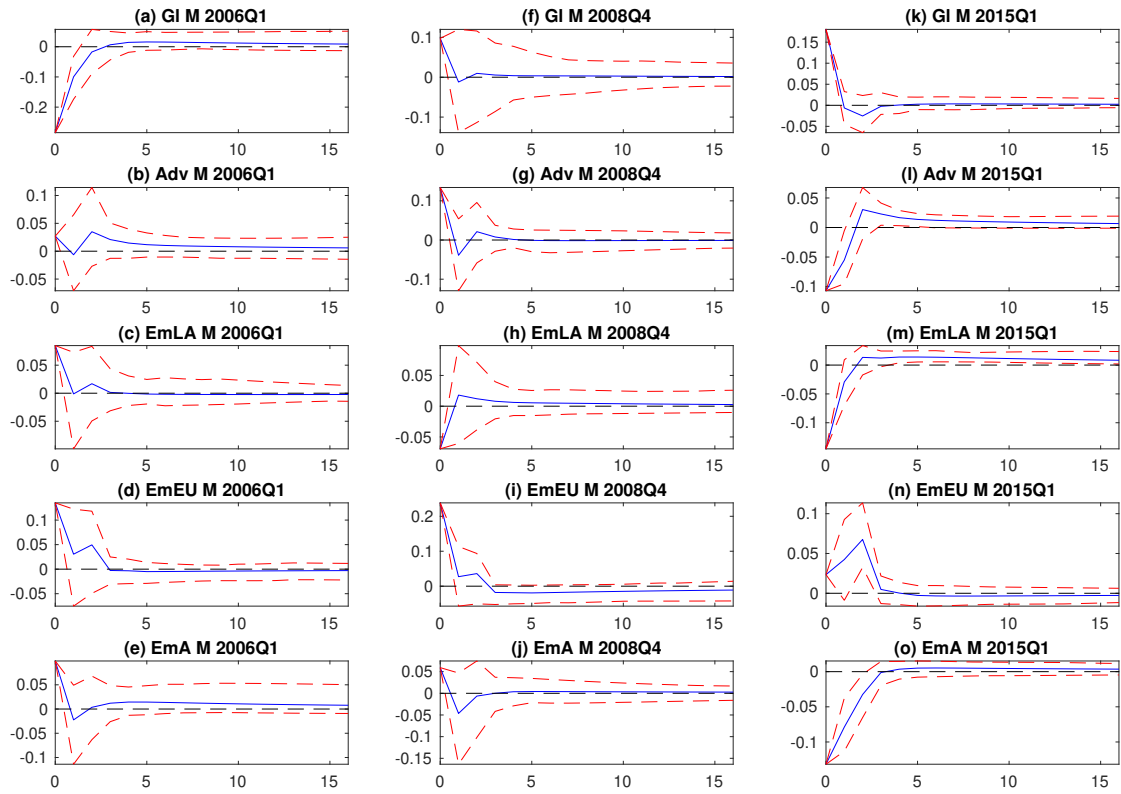 (a) Gl M 2006Q1
0
-0.1
-0.2
0 5 10 15
(f) Gl M 2008Q4
0.1
0
-0.1
0 5 10 15
(k) Gl M 2015Q1
0.15
0.1
0.05
0
-0.05
0 5 10 15
(b) Adv M 2006Q1
0.1
0.05
0
-0.05
0 5 10 15
(g) Adv M 2008Q4
0.1
0
-0.1
0 5 10 15
(l) Adv M 2015Q1
0.05
0
-0.05
-0.1
0 5 10 15
(c) EmLA M 2006Q1
0.05
0
-0.05
0 5 10 15
(h) EmLA M 2008Q4
0.05
0
-0.05
0 5 10 15
(m) EmLA M 2015Q1
0
-0.05
-0.1
0 5 10 15
(d) EmEU M 2006Q1
0.1
0.05
0
-0.05
0 5 10 15
(i) EmEU M 2008Q4
0.2
0.1
0
0 5 10 15
(n) EmEU M 2015Q1
0.1
0.05
0
0 5 10 15
(e) EmA M 2006Q1
0.05
0
-0.05
-0.1
0 5 10 15
(j) EmA M 2008Q4
0.05
0
-0.05
-0.1
-0.15
0 5 10 15
(o) EmA M 2015Q1
0
-0.05
-0.1
0 5 10 15